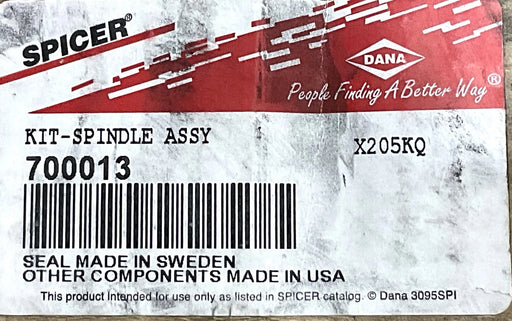 SPICER®
DANA
People Finding A Better Way®
KIT-SPINDLE ASSY
X205KQ
700013
SEAL MADE IN SWEDEN
OTHER COMPONENTS MADE IN USA
This product intended for use only as listed in SPICER catalog. © Dana 3095SPI